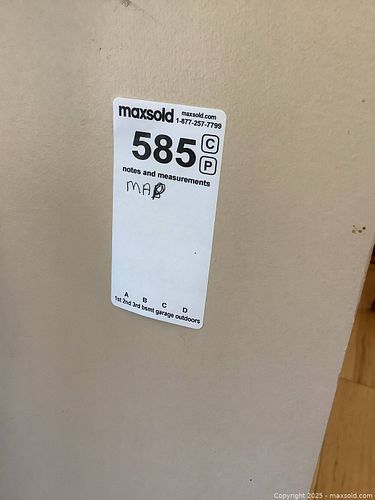 maxsold maxsold.com
1-877-257-7799
585 C
P
notes and measurements
MAP
A B C D
1st 2nd 3rd bsmt garage outdoors
Copyright © 2025 - maxsold.com